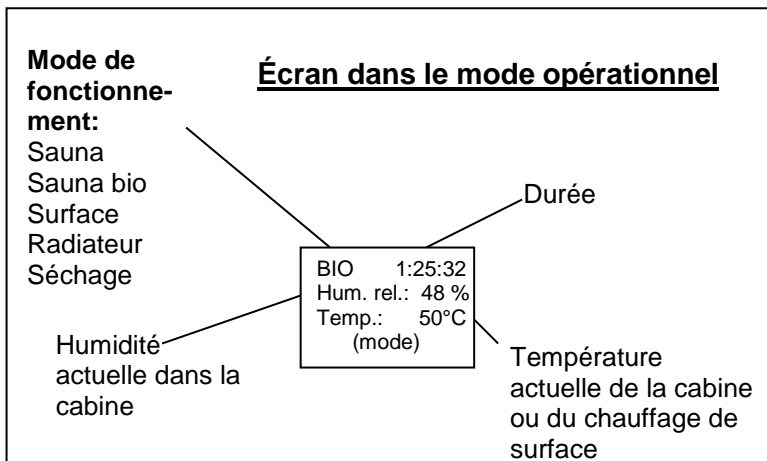 Mode de
fonctionne-
ment:
Sauna
Sauna bio
Surface
Radiateur
Séchage
Écran dans le mode opérationnel
Durée
BIO 1:25:32
Hum. rel.: 48 %
Temp.: 50°C
(mode)
Humidité
actuelle dans la
cabine
Température
actuelle de la cabine
ou du chauffage de
surface